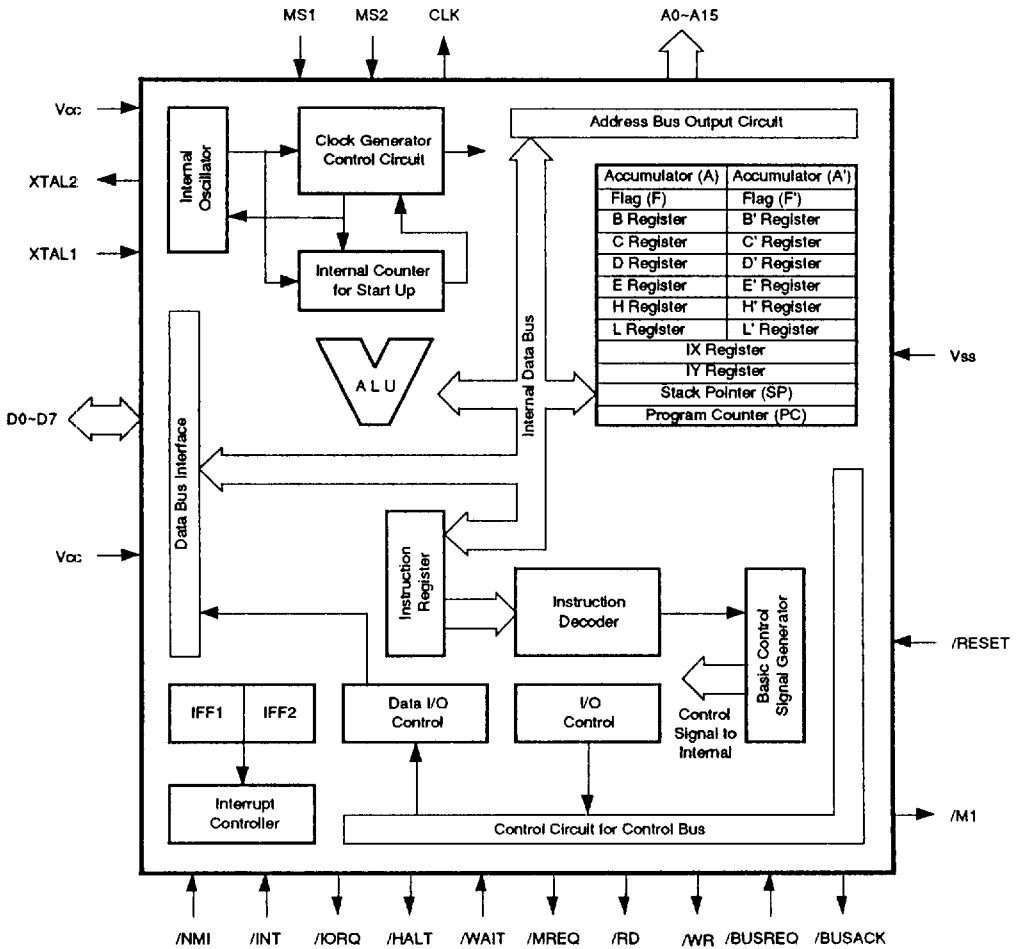 MS1 MS2 CLK A0~A15
Vcc
XTAL2
XTAL1
D0~D7
Vcc
Internal
Oscillator
Clock Generator
Control Circuit
Internal Counter
for Start Up
Address Bus Output Circuit
Accumulator (A) Accumulator (A')
Flag (F) Flag (F')
B Register B' Register
C Register C' Register
D Register D' Register
E Register E' Register
H Register H' Register
L Register L' Register
IX Register
IY Register
Stack Pointer (SP)
Program Counter (PC)
Internal Data Bus
ALU
Data Bus Interface
Instruction
Register
Instruction
Decoder
Basic Control
Signal Generator
Control
Signal to
Internal
IFF1 IFF2
Data I/O
Control
I/O
Control
Interrupt
Controller
Control Circuit for Control Bus
Vss
/RESET
/M1
/NMI /INT /IORQ /HALT /WAIT /MREQ /RD /WR /BUSREQ /BUSACK